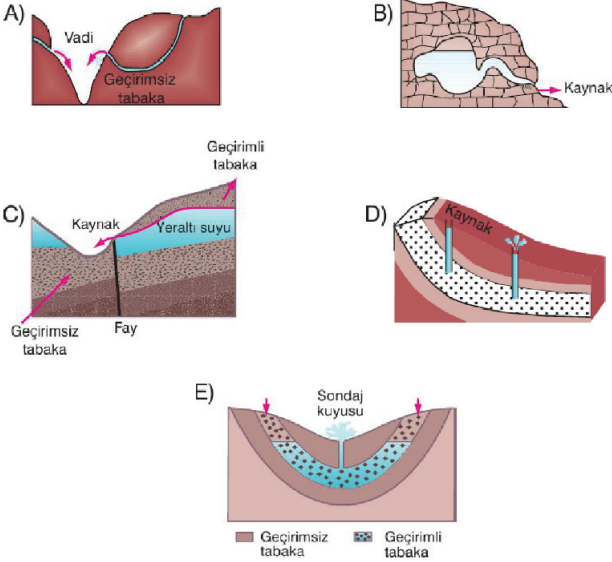 A)
Vadi
Geçirimsiz
tabaka
B)
Kaynak
C)
Geçirimli
tabaka
Kaynak
Yeraltı suyu
Geçirimsiz
tabaka
Fay
D)
Kaynak
E)
Sondaj
kuyusu
Geçirimsiz
tabaka
Geçirimli
tabaka